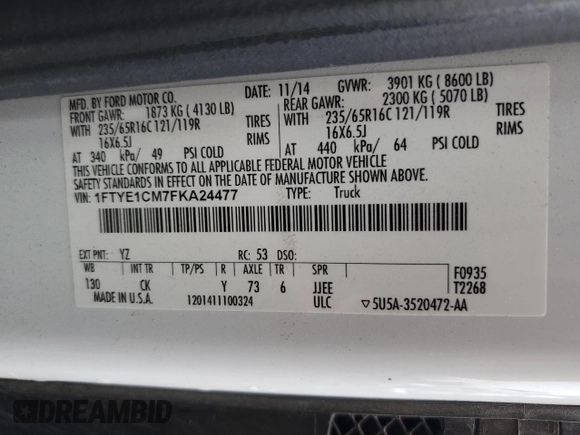 MFD. BY FORD MOTOR CO.
DATE: 11/14 GVWR: 3901 KG ( 8600 LB)
FRONT GAWR: 1873 KG ( 4130 LB) REAR GAWR: 2300 KG ( 5070 LB)
WITH 235/65R16C 121/119R TIRES WITH 235/65R16C 121/119R TIRES
16X6.5J RIMS 16X6.5J RIMS
AT 340 kPa/ 49 PSI COLD AT 440 kPa/ 64 PSI COLD
THIS VEHICLE CONFORMS TO ALL APPLICABLE FEDERAL MOTOR VEHICLE
SAFETY STANDARDS IN EFFECT ON THE DATE OF MANUFACTURE SHOWN ABOVE.
VIN: 1FTYE1CM7FKA24477 TYPE: Truck
EXT PNT: YZ RC: 53 DSO:
WB INT TR TP/PS R AXLE TR SPR F0935
130 CK Y 73 6 JJEE T2268
MADE IN U.S.A. 1201411100324 ULC ▽5U5A-3520472-AA
DREAMBID